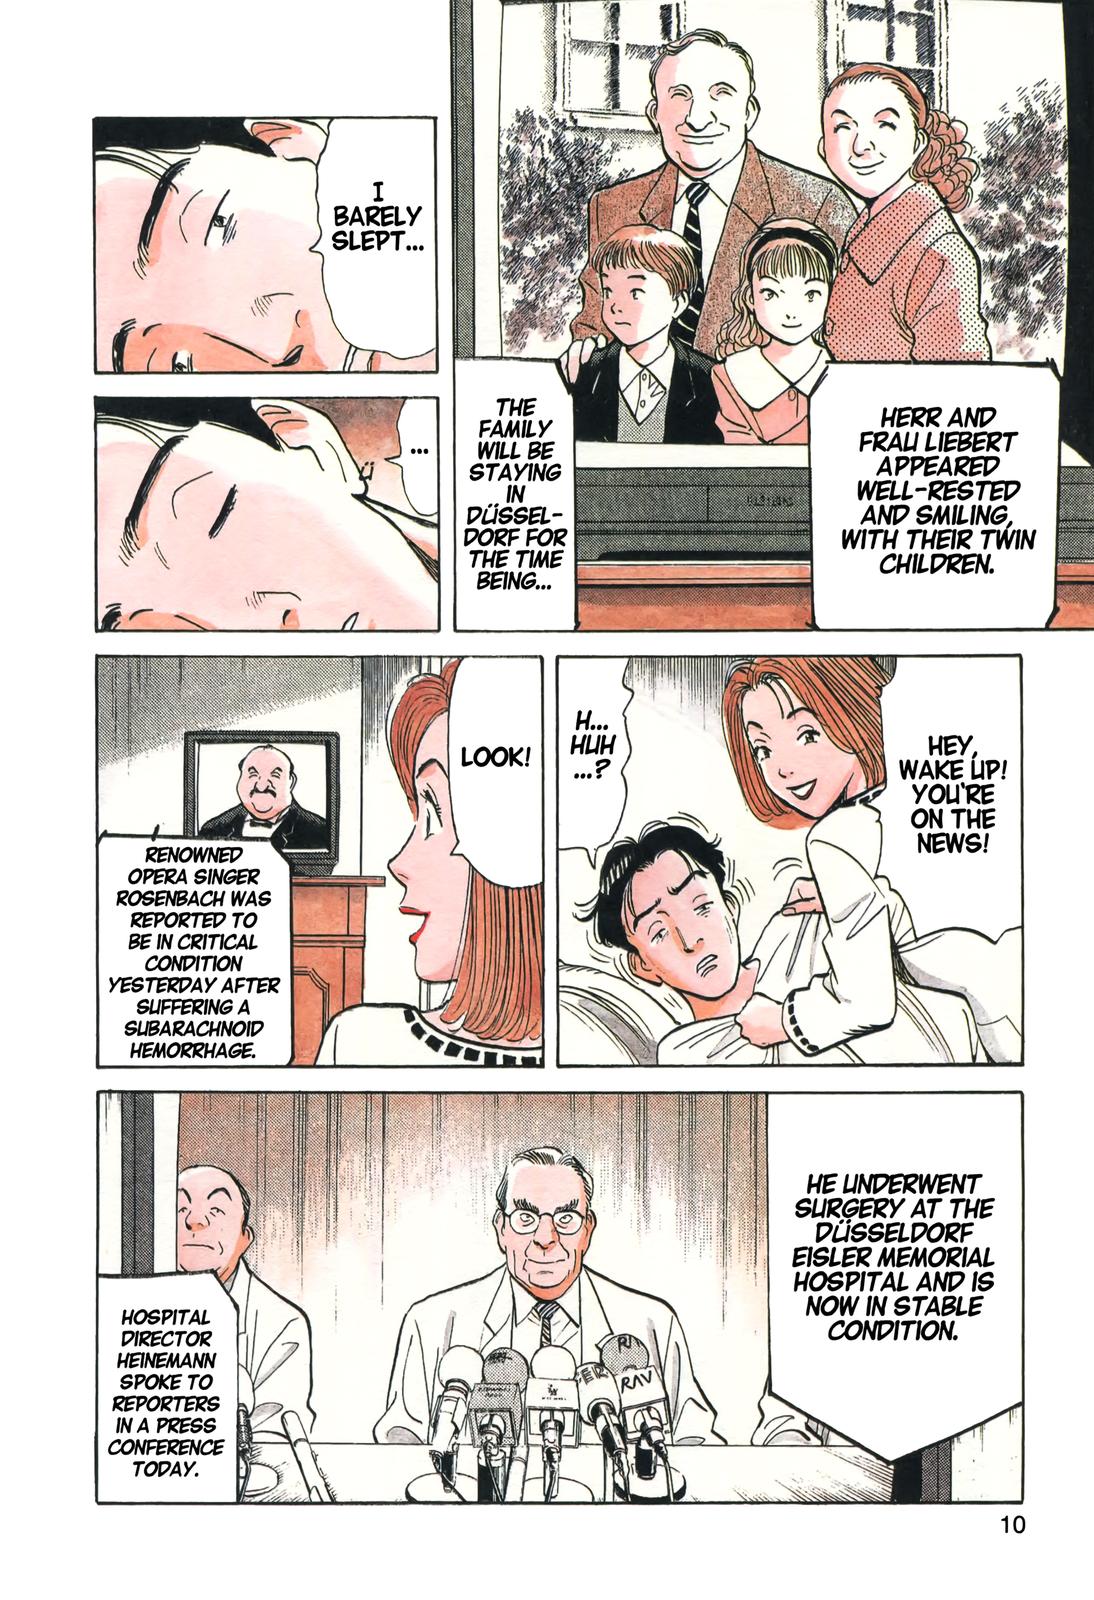 HERR AND
FRAU LIEBERT
APPEARED
WELL-RESTED
AND SMILING,
WITH THEIR TWIN
CHILDREN.
THE
FAMILY
WILL BE
STAYING
IN
DÜSSEL-
DORF FOR
THE TIME
BEING...
I
BARELY
SLEPT...
...
HEY,
WAKE UP!
YOU'RE
ON THE
NEWS!
H...
HUH
...?
LOOK!
RENOWNED
OPERA SINGER
ROSENBACH WAS
REPORTED TO
BE IN CRITICAL
CONDITION
YESTERDAY AFTER
SUFFERING A
SUBARACHNOID
HEMORRHAGE.
HE UNDERWENT
SURGERY AT THE
DÜSSELDORF
EISLER MEMORIAL
HOSPITAL AND IS
NOW IN STABLE
CONDITION.
HOSPITAL
DIRECTOR
HEINEMANN
SPOKE TO
REPORTERS
IN A PRESS
CONFERENCE
TODAY.
RAV
10